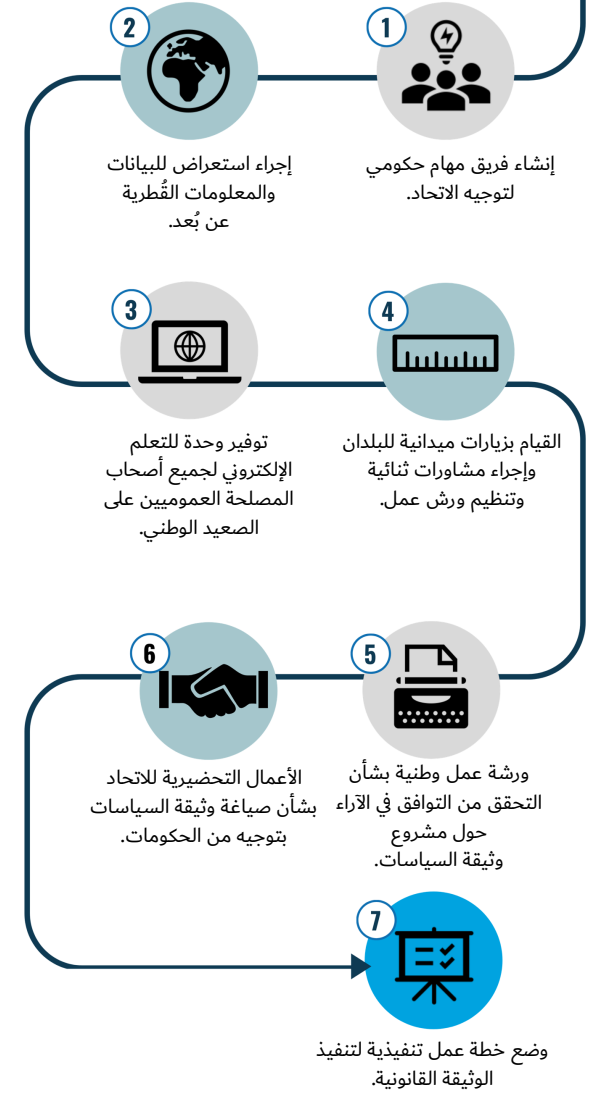 1
إنشاء فريق مهام حكومي
لتوجيه الاتحاد.
2
إجراء استعراض للبيانات
والمعلومات القُطرية
عن بُعد.
3
توفير وحدة للتعلم
الإلكتروني لجميع أصحاب
المصلحة العموميين على
الصعيد الوطني.
4
القيام بزيارات ميدانية للبلدان
وإجراء مشاورات ثنائية
وتنظيم ورش عمل.
5
ورشة عمل وطنية بشأن
التحقق من التوافق في الآراء
حول مشروع
وثيقة السياسات.
6
الأعمال التحضيرية للاتحاد
بشأن صياغة وثيقة السياسات
بتوجيه من الحكومات.
7
وضع خطة عمل تنفيذية لتنفيذ
الوثيقة القانونية.